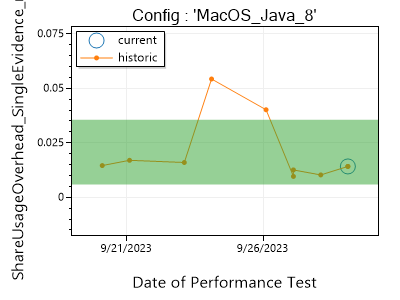 Config : 'MacOS_Java_8'
ShareUsageOverhead_SingleEvidence_
0.075
0.05
0.025
0
current
historic
9/21/2023 9/26/2023
Date of Performance Test